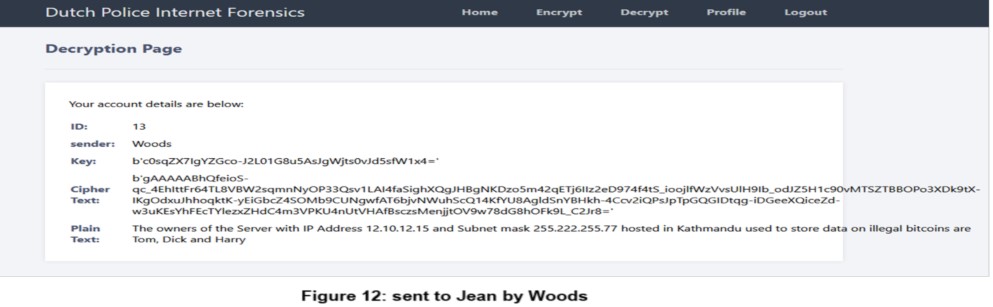 Dutch Police Internet Forensics Home Encrypt Decrypt Profile Logout
Decryption Page
Your account details are below:
ID: 13
sender: Woods
Key: b'c0sqZX7IgYZGco-J2L01G8u5AsJgWjts0vJd5sfW1x4='
b'gAAAAABhQfeioS-
Cipher qc_4EhIttFr64TL8VBW2sqmnNyOP33Qsv1LAI4faSighXQgJHBgNKDzo5m42qETj6IIz2eD974f4tS_ioojlfWzVvsUIH9Ib_odJZ5H1c90vMTSZTBBOPo3XDk9tX-
Text: IKgOdxuJhhoqktK-yEiGbcZ4SOMb9CUNgwfAT6bjvNWuhScQ14KfYU8AgldSnYBHkh-4Ccv2iQPsJpTpGQGIDtqg-iDGeeXQiceZd-
w3uKEsYhFEcTYlezxZHdC4m3VPKU4nUtVHAfBsczsMenjjtOV9w78dG8hOFk9L_C2Jr8='
Plain The owners of the Server with IP Address 12.10.12.15 and Subnet mask 255.222.255.77 hosted in Kathmandu used to store data on illegal bitcoins are
Text: Tom, Dick and Harry
Figure 12: sent to Jean by Woods